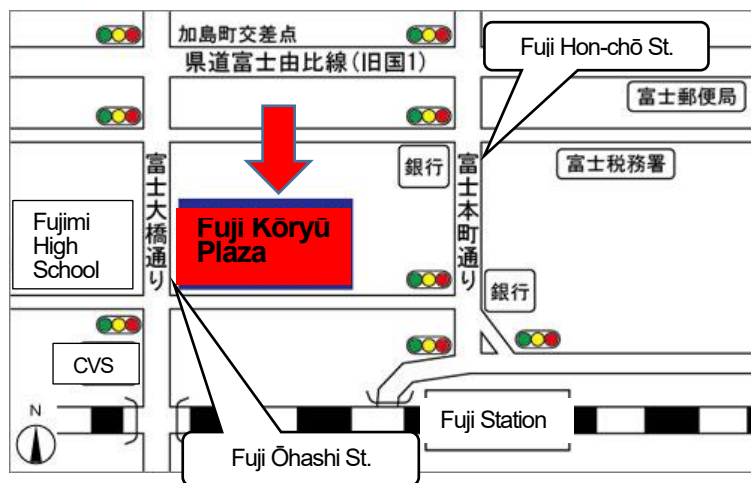 加島町交差点
県道富士由比線(旧国1)
Fuji Hon-chō St.
富士郵便局
銀行
富士税務署
富士大橋通り
富士本町通り
Fujimi
High
School
Fuji Kōryū
Plaza
銀行
CVS
N
Fuji Station
Fuji Ōhashi St.